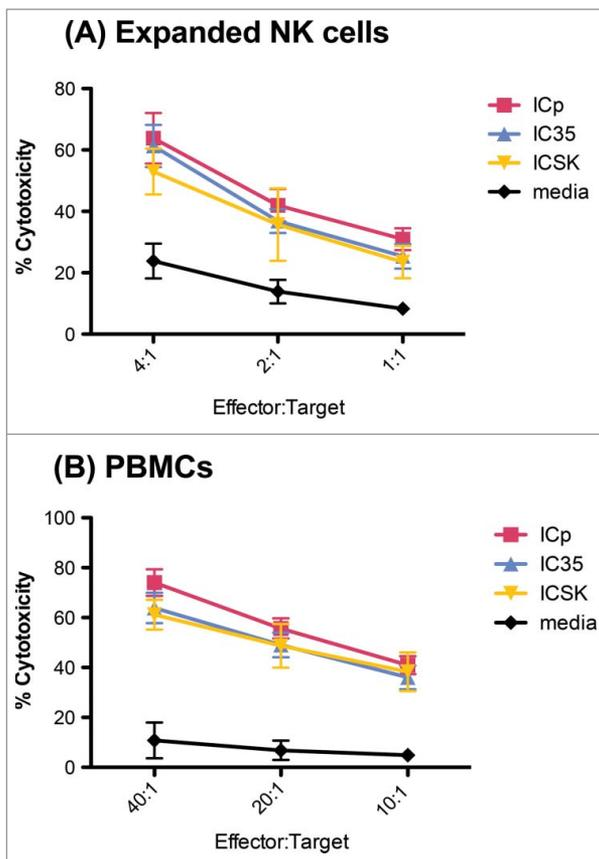 (A) Expanded NK cells
80
60
40
20
0
% Cytotoxicity
4:1
2:1
1:1
Effector:Target
ICp
IC35
ICSK
media
(B) PBMCs
100
80
60
40
20
0
% Cytotoxicity
40:1
20:1
10:1
Effector:Target
ICp
IC35
ICSK
media